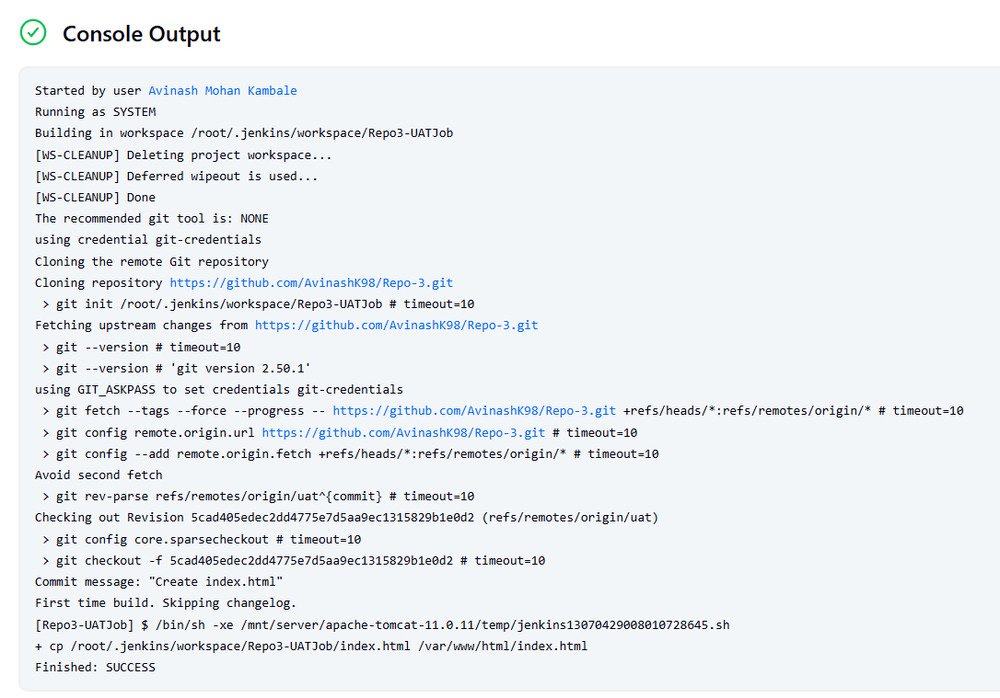 Console Output
Started by user Avinash Mohan Kambale
Running as SYSTEM
Building in workspace /root/.jenkins/workspace/Repo3-UATJob
[WS-CLEANUP] Deleting project workspace...
[WS-CLEANUP] Deferred wipeout is used...
[WS-CLEANUP] Done
The recommended git tool is: NONE
using credential git-credentials
Cloning the remote Git repository
Cloning repository https://github.com/AvinashK98/Repo-3.git
 > git init /root/.jenkins/workspace/Repo3-UATJob # timeout=10
Fetching upstream changes from https://github.com/AvinashK98/Repo-3.git
 > git --version # timeout=10
 > git --version # 'git version 2.50.1'
using GIT_ASKPASS to set credentials git-credentials
 > git fetch --tags --force --progress -- https://github.com/AvinashK98/Repo-3.git +refs/heads/*:refs/remotes/origin/* # timeout=10
 > git config remote.origin.url https://github.com/AvinashK98/Repo-3.git # timeout=10
 > git config --add remote.origin.fetch +refs/heads/*:refs/remotes/origin/* # timeout=10
Avoid second fetch
 > git rev-parse refs/remotes/origin/uat^{commit} # timeout=10
Checking out Revision 5cad405edec2dd4775e7d5aa9ec1315829b1e0d2 (refs/remotes/origin/uat)
 > git config core.sparsecheckout # timeout=10
 > git checkout -f 5cad405edec2dd4775e7d5aa9ec1315829b1e0d2 # timeout=10
Commit message: "Create index.html"
First time build. Skipping changelog.
[Repo3-UATJob] $ /bin/sh -xe /mnt/server/apache-tomcat-11.0.11/temp/jenkins13070429008010728645.sh
+ cp /root/.jenkins/workspace/Repo3-UATJob/index.html /var/www/html/index.html
Finished: SUCCESS